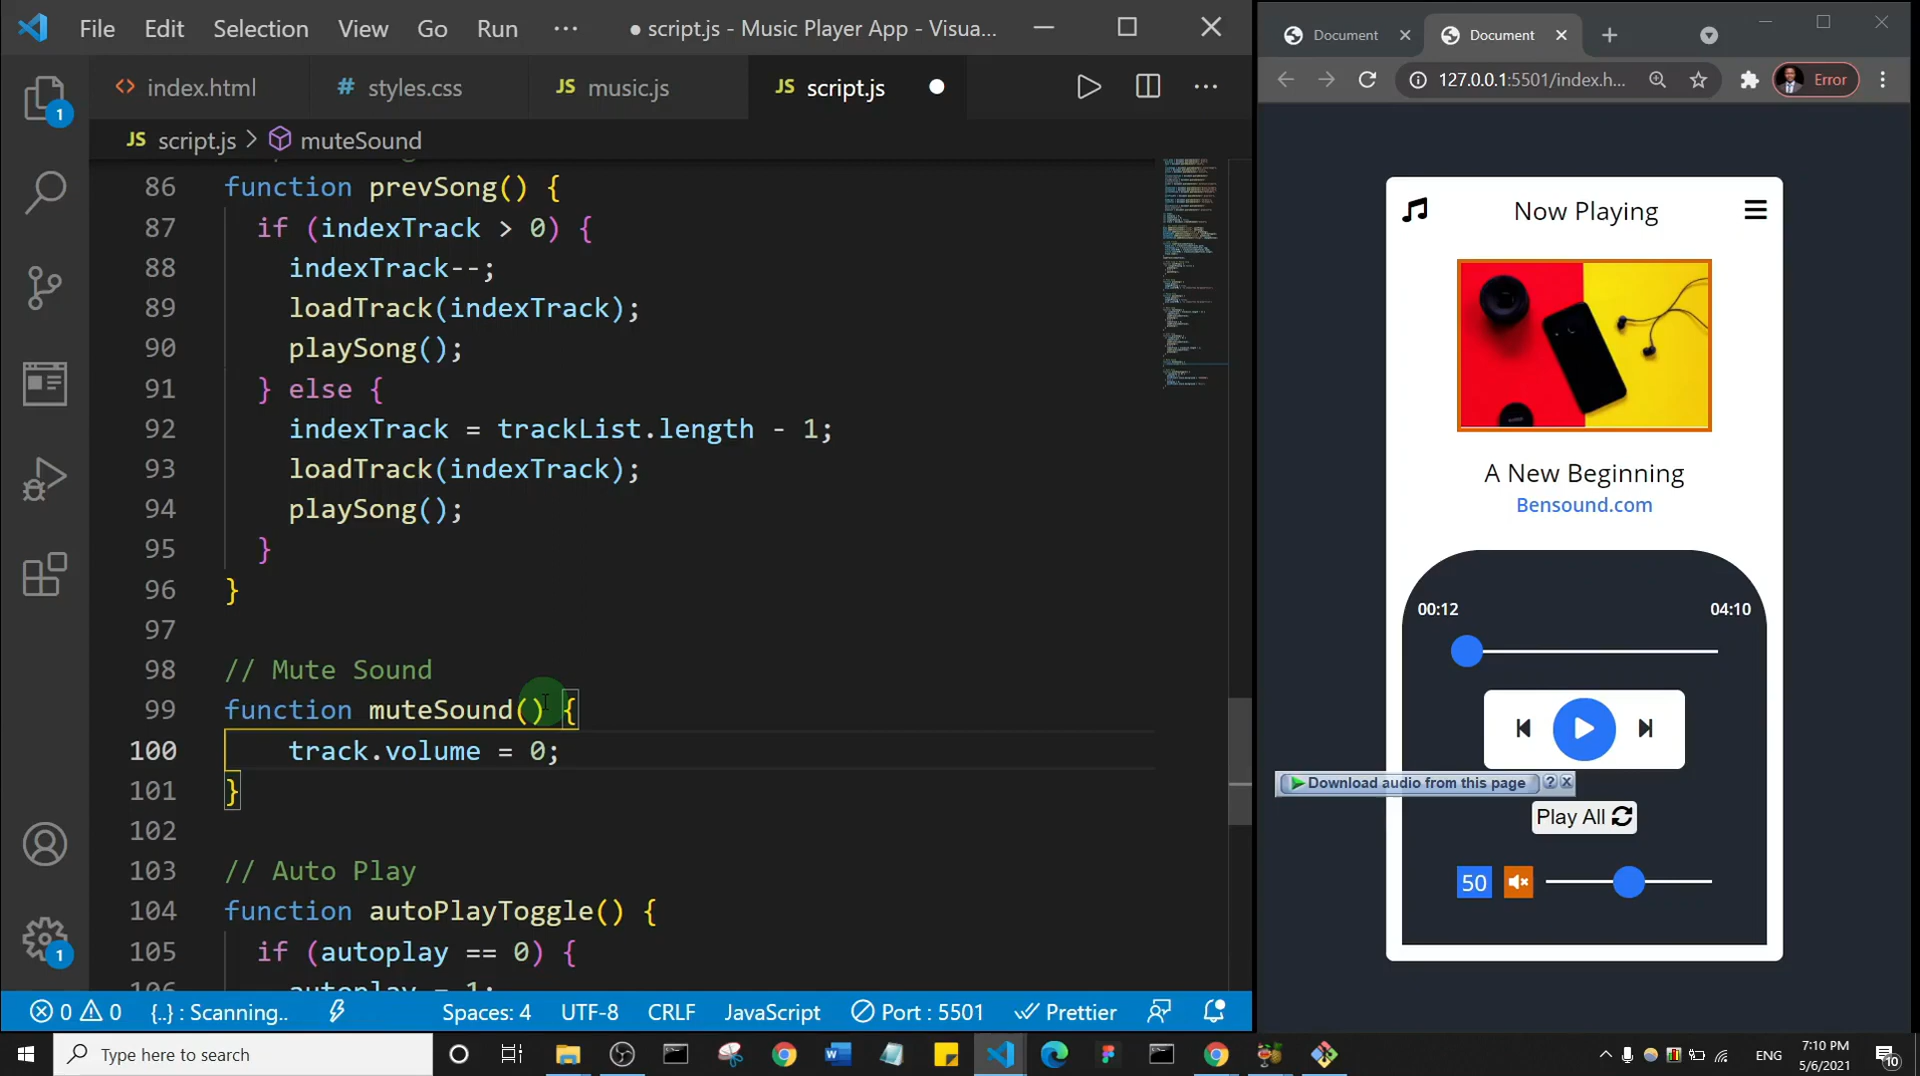 File Edit Selection View Go Run ··· ● script.js - Music Player App - Visua...
<> index.html # styles.css JS music.js JS script.js ●
JS script.js > muteSound
86 function prevSong() {
87 if (indexTrack > 0) {
88 indexTrack--;
89 loadTrack(indexTrack);
90 playSong();
91 } else {
92 indexTrack = trackList.length - 1;
93 loadTrack(indexTrack);
94 playSong();
95 }
96 }
97
98 // Mute Sound
99 function muteSound() {
100 track.volume = 0;
101 }
102
103 // Auto Play
104 function autoPlayToggle() {
105 if (autoplay == 0) {
106 autoplay = 1;
1
1
0 0 {..} : Scanning.. Spaces: 4 UTF-8 CRLF JavaScript Port : 5501 Prettier
Document Document
127.0.0.1:5501/index.h... Error
Now Playing
A New Beginning
Bensound.com
00:12 04:10
Download audio from this page ? x
Play All
50
Type here to search
ENG 7:10 PM
5/6/2021
10